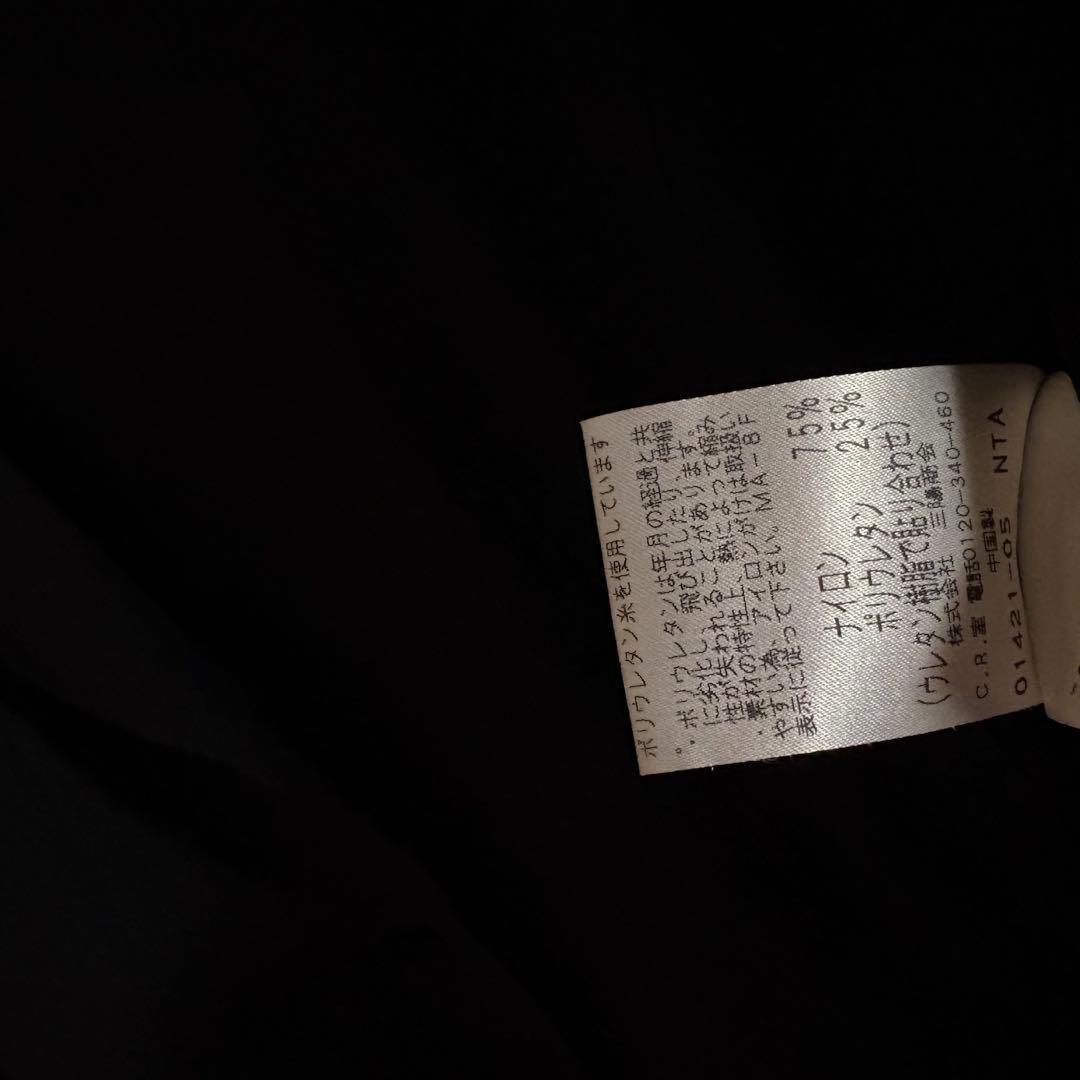 ポリウレタン糸を使用しています
。
・ポリウレタンは年月の経過と共
に劣化し、飛び出したり、伸縮
性が失われることがあります。
・素材の特性上、熱によって縮み
やすい為、アイロンがけは取扱い
表示に従って下さい。MA-8F
ナイロン 75%
ポリウレタン 25%
(ウレタン樹脂で貼り合わせ)
株式会社 三陽商会
C.R.室 電話0120-340-460
中国製
01421-05 NTA